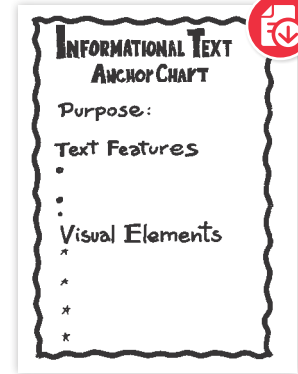 INFORMATIONAL TEXT
ANCHOR CHART
Purpose:
Text Features
•
•
•
Visual Elements
*
*
*
*